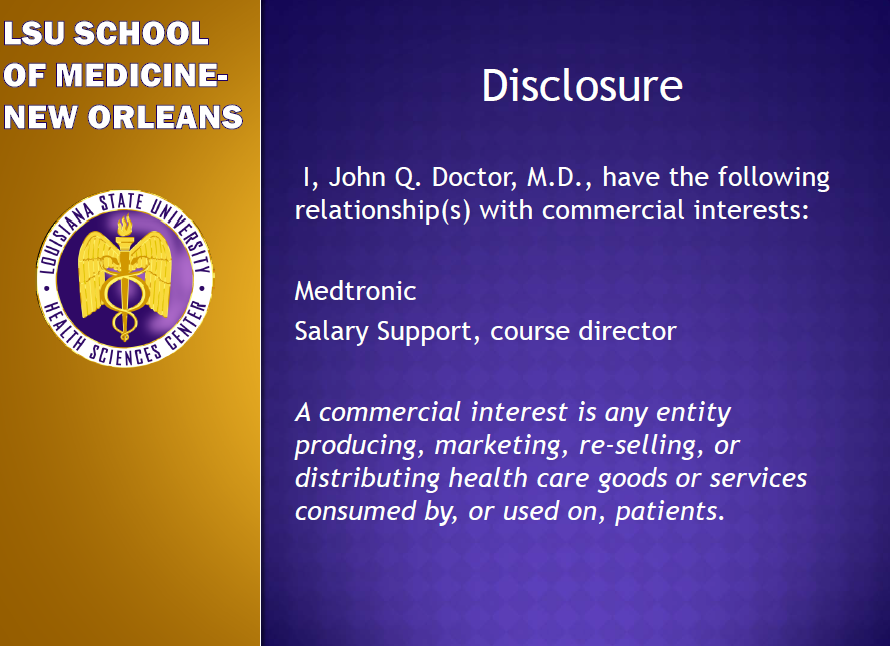 LSU SCHOOL
OF MEDICINE-
NEW ORLEANS
LOUISIANA STATE UNIVERSITY
HEALTH SCIENCES CENTER
Disclosure
I, John Q. Doctor, M.D., have the following
relationship(s) with commercial interests:
Medtronic
Salary Support, course director
A commercial interest is any entity
producing, marketing, re-selling, or
distributing health care goods or services
consumed by, or used on, patients.